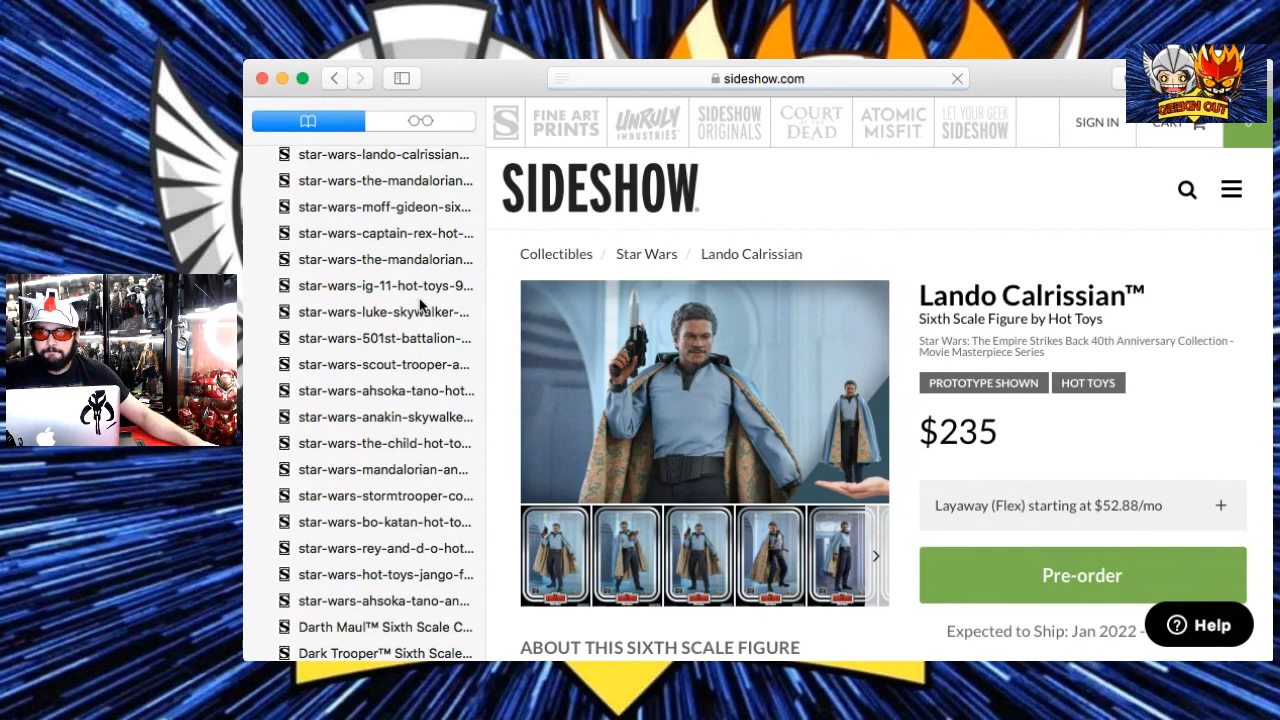 sideshow.com
GEEKIN OUT
S
FINE ART PRINTS
UNRULY INDUSTRIES
SIDESHOW ORIGINALS
COURT OF THE DEAD
ATOMIC MISFIT
LET YOUR GEEK SIDESHOW
SIGN IN
CART
star-wars-lando-calrissian...
star-wars-the-mandalorian...
star-wars-moff-gideon-six...
star-wars-captain-rex-hot-...
star-wars-the-mandalorian...
star-wars-ig-11-hot-toys-9...
star-wars-luke-skywalker-...
star-wars-501st-battalion-...
star-wars-scout-trooper-a...
star-wars-ahsoka-tano-hot...
star-wars-anakin-skywalke...
star-wars-the-child-hot-to...
star-wars-mandalorian-an...
star-wars-stormtrooper-co...
star-wars-bo-katan-hot-to...
star-wars-rey-and-d-o-hot...
star-wars-hot-toys-jango-f...
star-wars-ahsoka-tano-an...
Darth Maul™ Sixth Scale C...
Dark Trooper™ Sixth Scale...
SIDESHOW
Collectibles / Star Wars / Lando Calrissian
Lando Calrissian™
Sixth Scale Figure by Hot Toys
Star Wars: The Empire Strikes Back 40th Anniversary Collection -
Movie Masterpiece Series
PROTOTYPE SHOWN
HOT TOYS
$235
Layaway (Flex) starting at $52.88/mo +
Pre-order
Expected to Ship: Jan 2022 -
Help
ABOUT THIS SIXTH SCALE FIGURE